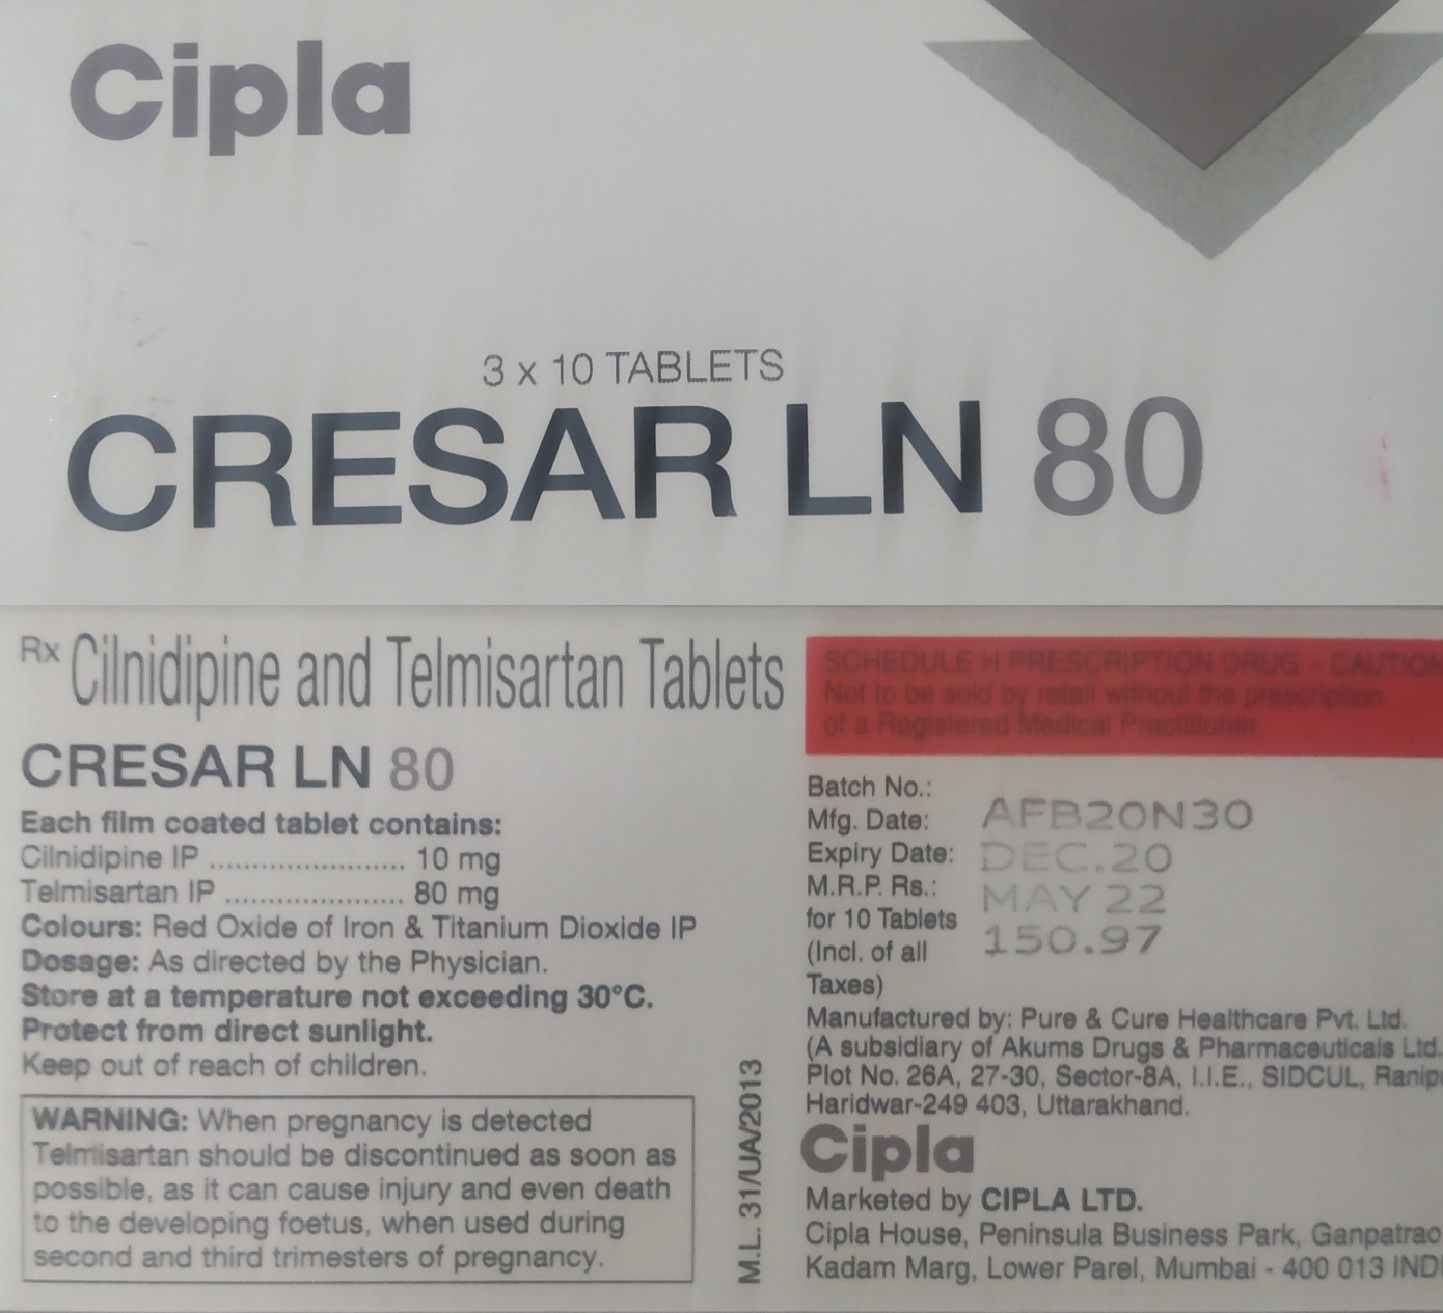 Cipla
3 x 10 TABLETS
CRESAR LN 80
Rx Cilnidipine and Telmisartan Tablets
CRESAR LN 80
Each film coated tablet contains:
Cilnidipine IP ........................ 10 mg
Telmisartan IP ...................... 80 mg
Colours: Red Oxide of Iron & Titanium Dioxide IP
Dosage: As directed by the Physician.
Store at a temperature not exceeding 30°C.
Protect from direct sunlight.
Keep out of reach of children.
WARNING: When pregnancy is detected
Telmisartan should be discontinued as soon as
possible, as it can cause injury and even death
to the developing foetus, when used during
second and third trimesters of pregnancy.
M.L. 31/UA/2013
SCHEDULE H PRESCRIPTION DRUG - CAUTION
Not to be sold by retail without the prescription
of a Registered Medical Practitioner.
Batch No.:
Mfg. Date: AFB20N30
Expiry Date: DEC.20
M.R.P. Rs.: MAY 22
for 10 Tablets 150.97
(Incl. of all
Taxes)
Manufactured by: Pure & Cure Healthcare Pvt. Ltd.
(A subsidiary of Akums Drugs & Pharmaceuticals Ltd.
Plot No. 26A, 27-30, Sector-8A, I.I.E., SIDCUL, Ranip
Haridwar-249 403, Uttarakhand.
Cipla
Marketed by CIPLA LTD.
Cipla House, Peninsula Business Park, Ganpatrao
Kadam Marg, Lower Parel, Mumbai - 400 013 INDI